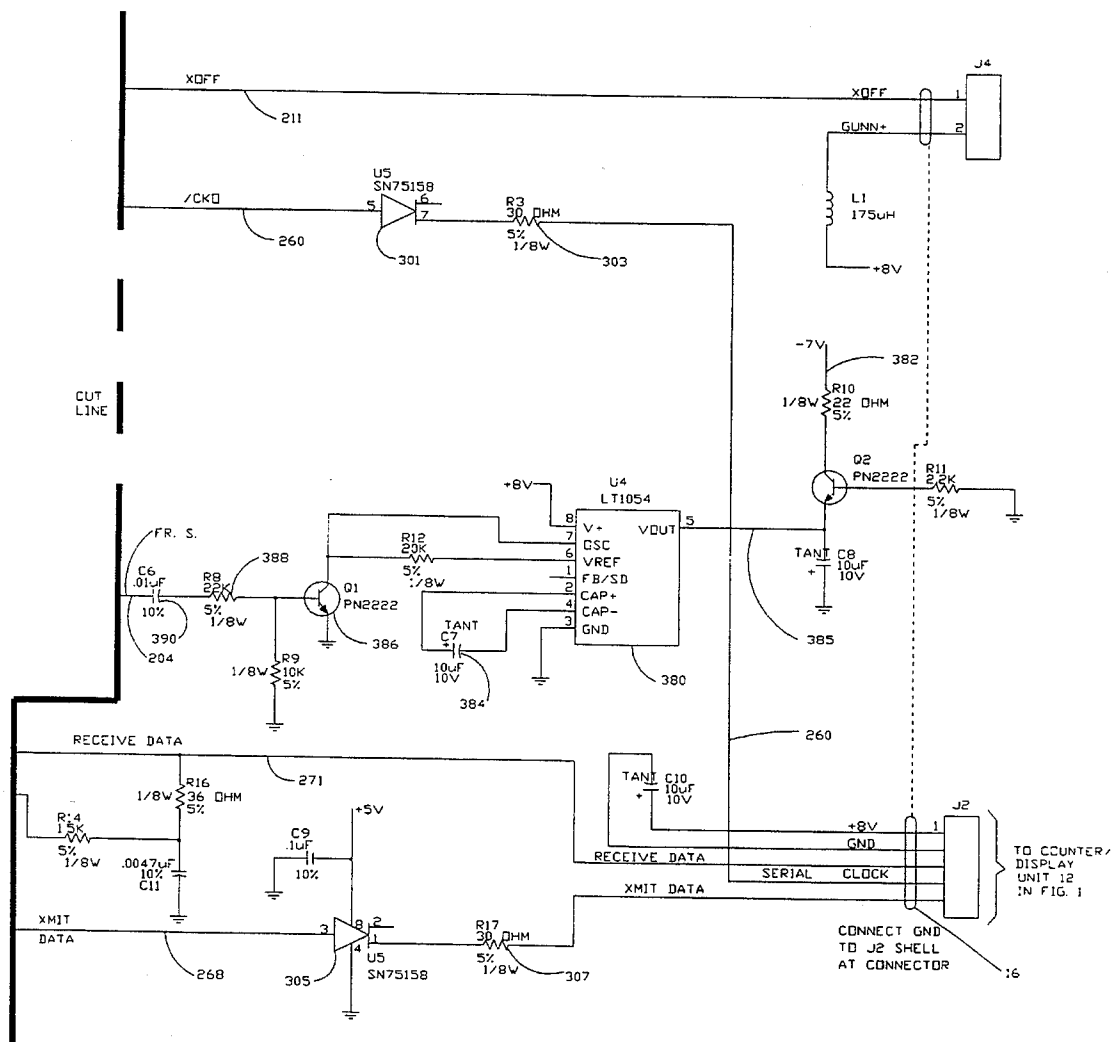 J4
XOFF
XOFF
1
211
GUNN+
2
U5
SN75158
/CKO
5
6
7
R3
30 OHM
5%
1/8W
L1
175uH
260
301
303
+8V
-7V
382
CUT
LINE
R10
1/8W
22 OHM
5%
Q2
PN2222
R11
2.2K
5%
1/8W
+8V
U4
LT1054
8
V+
VOUT
5
7
OSC
6
VREF
1
FB/SD
2
CAP+
4
CAP-
3
GND
FR. S.
C6
.01uF
10%
R8
22K
5%
1/8W
388
R12
20K
5%
1/8W
Q1
PN2222
TANT
C8
10uF
10V
+
390
204
386
TANT
C7
+
10uF
10V
384
380
385
R9
1/8W
10K
5%
RECEIVE DATA
260
271
R16
1/8W
36 OHM
5%
TANT
C10
10uF
10V
+
R14
1.5K
5%
1/8W
+5V
C9
.1uF
10%
J2
+8V
1
GND
RECEIVE DATA
SERIAL CLOCK
XMIT DATA
TO COUNTER/
DISPLAY
UNIT 12
IN FIG. 1
.0047uF
10%
C11
XMIT
DATA
3
8
2
1
4
U5
SN75158
R17
30 OHM
5%
1/8W
268
305
307
CONNECT GND
TO J2 SHELL
AT CONNECTOR
16